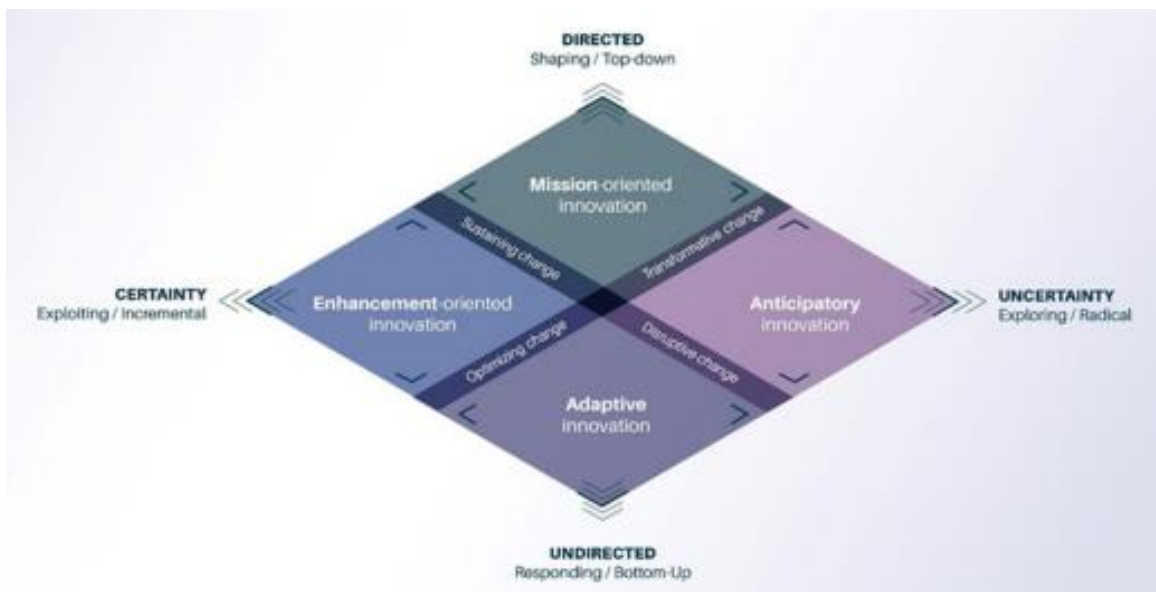 DIRECTED
Shaping / Top-down
Mission-oriented
innovation
Sustaining change
Transformative change
CERTAINTY
Exploiting / Incremental
Enhancement-oriented
innovation
Anticipatory
innovation
UNCERTAINTY
Exploring / Radical
Optimizing change
Disruptive change
Adaptive
innovation
UNDIRECTED
Responding / Bottom-Up